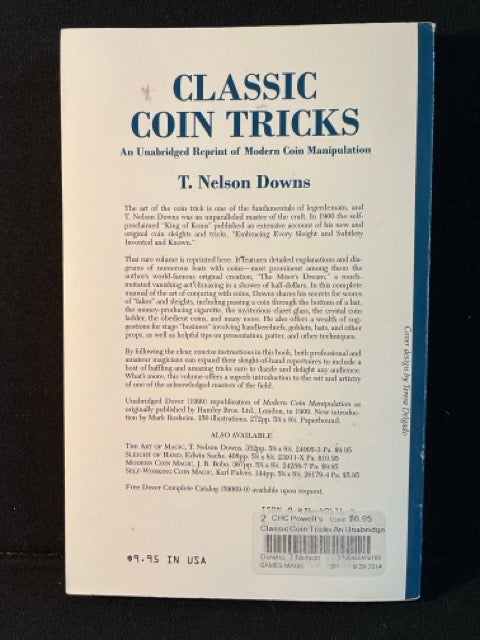 CLASSIC
COIN TRICKS
An Unabridged Reprint of Modern Coin Manipulation
T. Nelson Downs
The art of the coin trick is one of the fundamentals of legerdemain, and
T. Nelson Downs was an unparalleled master of the craft. In 1900 the self-
proclaimed "King of Koins" published an extensive account of his new and
original coin sleights and tricks, "Embracing Every Sleight and Subtlety
Invented and Known."
That rare volume is reprinted here. It features detailed explanations and dia-
grams of numerous feats with coins—most prominent among them the
author's world-famous original creation, "The Miser's Dream," a much-
imitated vanishing act climaxing in a shower of half-dollars. In this complete
manual of the art of conjuring with coins, Downs shares his secrets for scores
of "fakes" and sleights, including passing a coin through the bottom of a hat,
the money-producing cigarette, the mysterious claret glass, the crystal coin
ladder, the obedient coins, and many more. He also offers a wealth of sug-
gestions for stage "business" involving handkerchiefs, goblets, hats, and other
props, as well as helpful tips on presentation, patter, and other techniques.
By following the clear, concise instructions in this book, both professional and
amateur magicians can expand their sleight-of-hand repertoires to include a
host of baffling and amazing tricks sure to dazzle and delight any audience.
What's more, this volume offers a superb introduction to the wit and artistry
of one of the acknowledged masters of the field.
Unabridged Dover (1999) republication of Modern Coin Manipulation as
originally published by Hamley Bros. Ltd., London, in 1900. New introduc-
tion by Mark Boxheim. 150 illustrations. 272pp. 5⅜ x 8½. Paperbound.
ALSO AVAILABLE
THE ART OF MAGIC, T. Nelson Downs. 352pp. 5⅜ x 8½. 24005-3 Pa. $9.95
SLEIGHT OF HAND, Edwin Sachs. 408pp. 5⅜ x 8½. 23911-X Pa. $10.95
MODERN COIN MAGIC, J. B. Bobo. 367pp. 5⅜ x 8½. 24258-7 Pa. $9.95
SELF-WORKING COIN MAGIC, Karl Fulves. 144pp. 5⅜ x 8½. 26179-4 Pa. $5.95
Free Dover Complete Catalog (59069-0) available upon request.
ISBN
2 CHC Powell's Used $6.95
Classic Coin Tricks An Unabridge
Downs, T Nelson
GAMES-MAGIC
8/29/2014
$9.95 IN USA
Cover design by Teresa Delgado